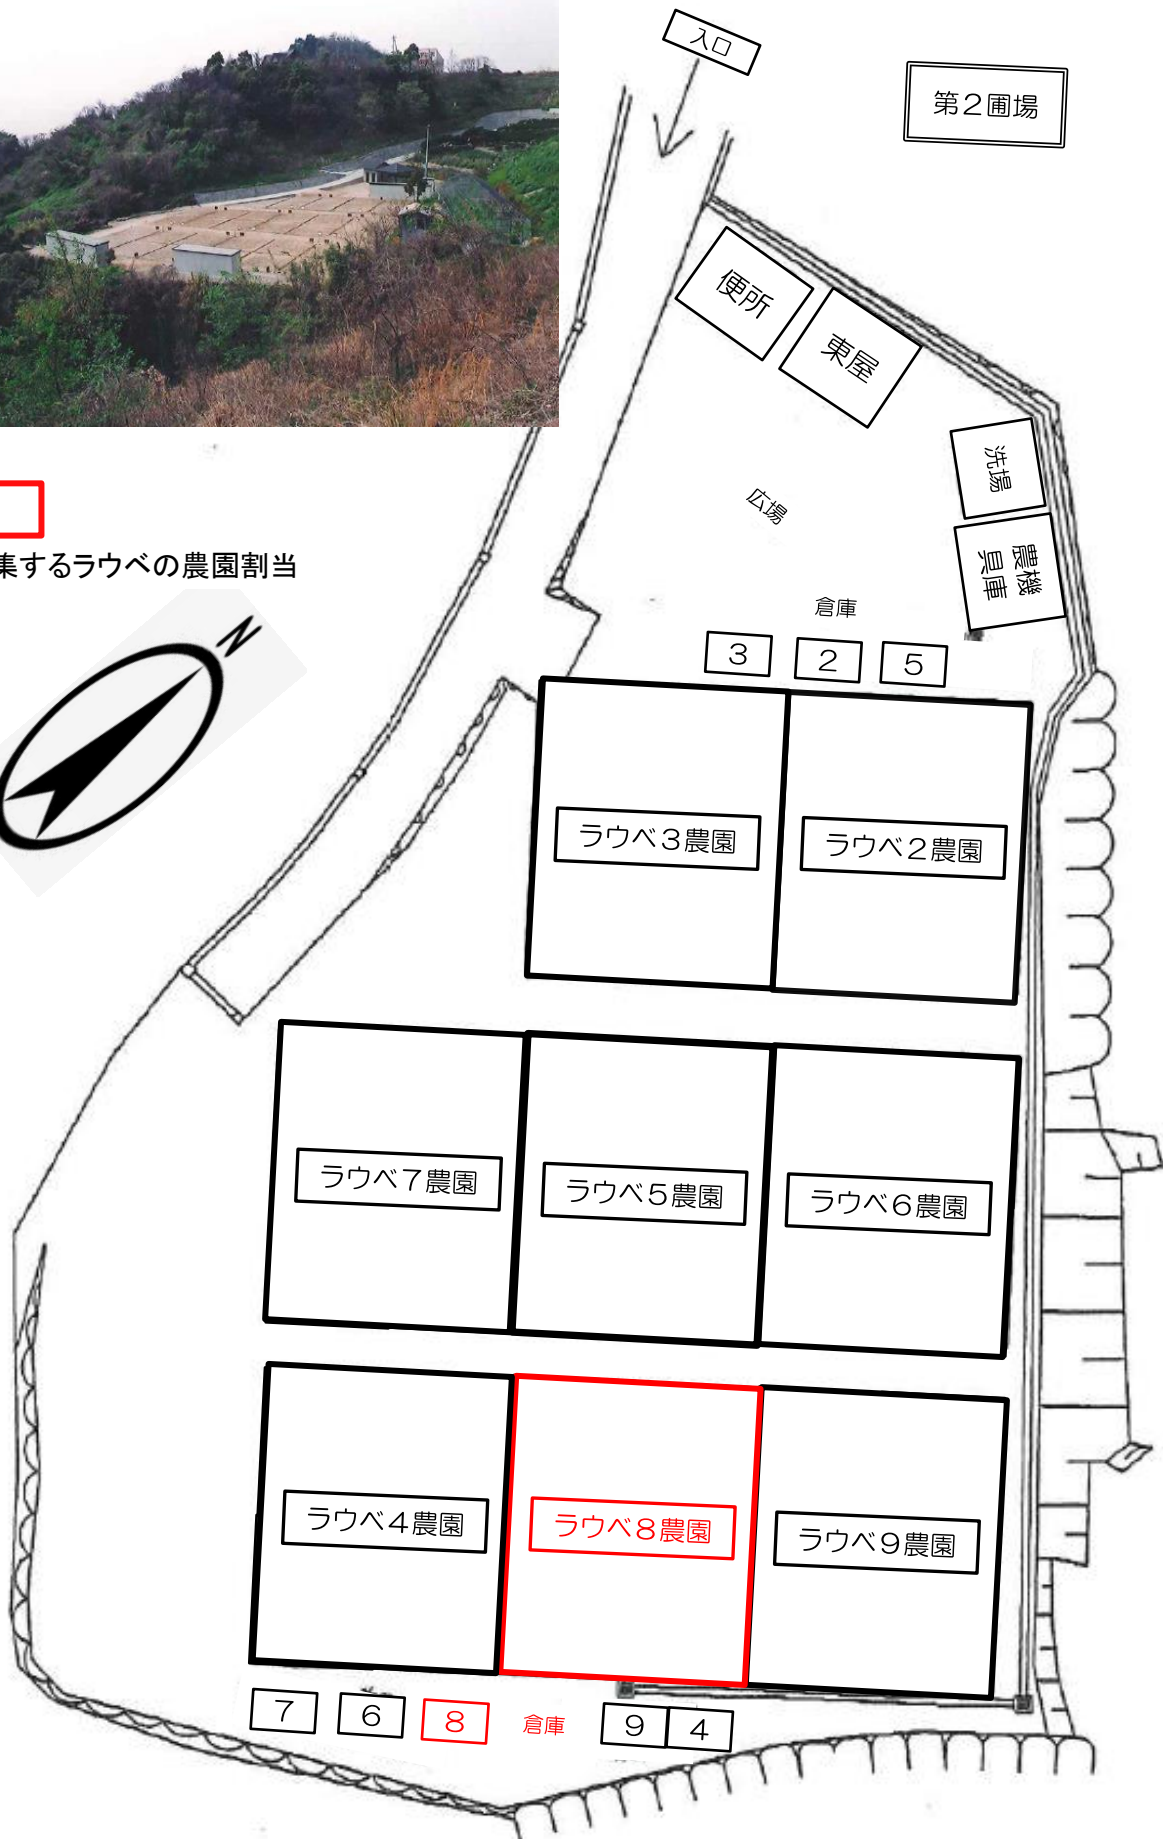 入口
第２圃場
便所
東屋
洗場
農機
具庫
広場
集するラウベの農園割当
N
倉庫
3
2
5
ラウベ３農園
ラウベ２農園
ラウベ７農園
ラウベ５農園
ラウベ６農園
ラウベ４農園
ラウベ８農園
ラウベ９農園
7
6
8
倉庫
9
4